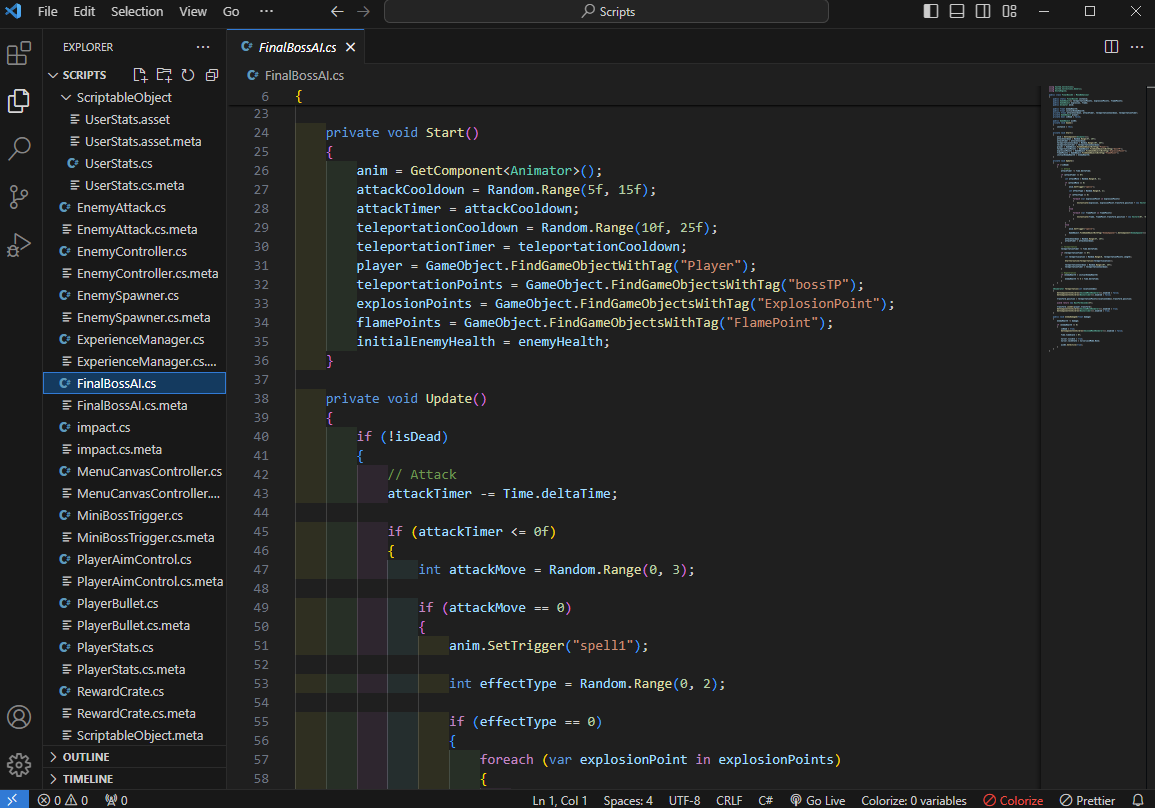 File Edit Selection View Go ··· Scripts
EXPLORER ···
SCRIPTS
ScriptableObject
UserStats.asset
UserStats.asset.meta
UserStats.cs
UserStats.cs.meta
EnemyAttack.cs
EnemyAttack.cs.meta
EnemyController.cs
EnemyController.cs.meta
EnemySpawner.cs
EnemySpawner.cs.meta
ExperienceManager.cs
ExperienceManager.cs....
FinalBossAI.cs
FinalBossAI.cs.meta
impact.cs
impact.cs.meta
MenuCanvasController.cs
MenuCanvasController....
MiniBossTrigger.cs
MiniBossTrigger.cs.meta
PlayerAimControl.cs
PlayerAimControl.cs.meta
PlayerBullet.cs
PlayerBullet.cs.meta
PlayerStats.cs
PlayerStats.cs.meta
RewardCrate.cs
RewardCrate.cs.meta
ScriptableObject.meta
OUTLINE
TIMELINE
FinalBossAI.cs
FinalBossAI.cs
6 {
23
24 private void Start()
25 {
26 anim = GetComponent<Animator>();
27 attackCooldown = Random.Range(5f, 15f);
28 attackTimer = attackCooldown;
29 teleportationCooldown = Random.Range(10f, 25f);
30 teleportationTimer = teleportationCooldown;
31 player = GameObject.FindGameObjectWithTag("Player");
32 teleportationPoints = GameObject.FindGameObjectsWithTag("bossTP");
33 explosionPoints = GameObject.FindGameObjectsWithTag("ExplosionPoint");
34 flamePoints = GameObject.FindGameObjectsWithTag("FlamePoint");
35 initialEnemyHealth = enemyHealth;
36 }
37
38 private void Update()
39 {
40 if (!isDead)
41 {
42 // Attack
43 attackTimer -= Time.deltaTime;
44
45 if (attackTimer <= 0f)
46 {
47 int attackMove = Random.Range(0, 3);
48
49 if (attackMove == 0)
50 {
51 anim.SetTrigger("spell1");
52
53 int effectType = Random.Range(0, 2);
54
55 if (effectType == 0)
56 {
57 foreach (var explosionPoint in explosionPoints)
58 {
0 0 0 Ln 1, Col 1 Spaces: 4 UTF-8 CRLF C# Go Live Colorize: 0 variables Colorize Prettier